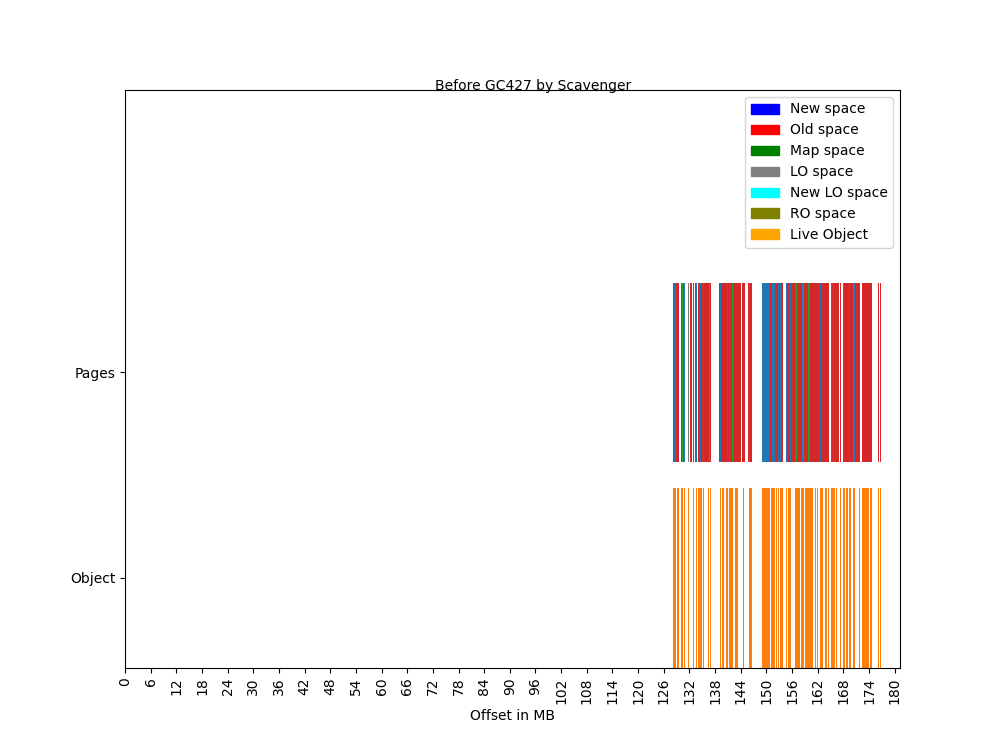 Before GC427 by Scavenger
New space
Old space
Map space
LO space
New LO space
RO space
Live Object
Pages
Object
0 6 12 18 24 30 36 42 48 54 60 66 72 78 84 90 96 102 108 114 120 126 132 138 144 150 156 162 168 174 180
Offset in MB